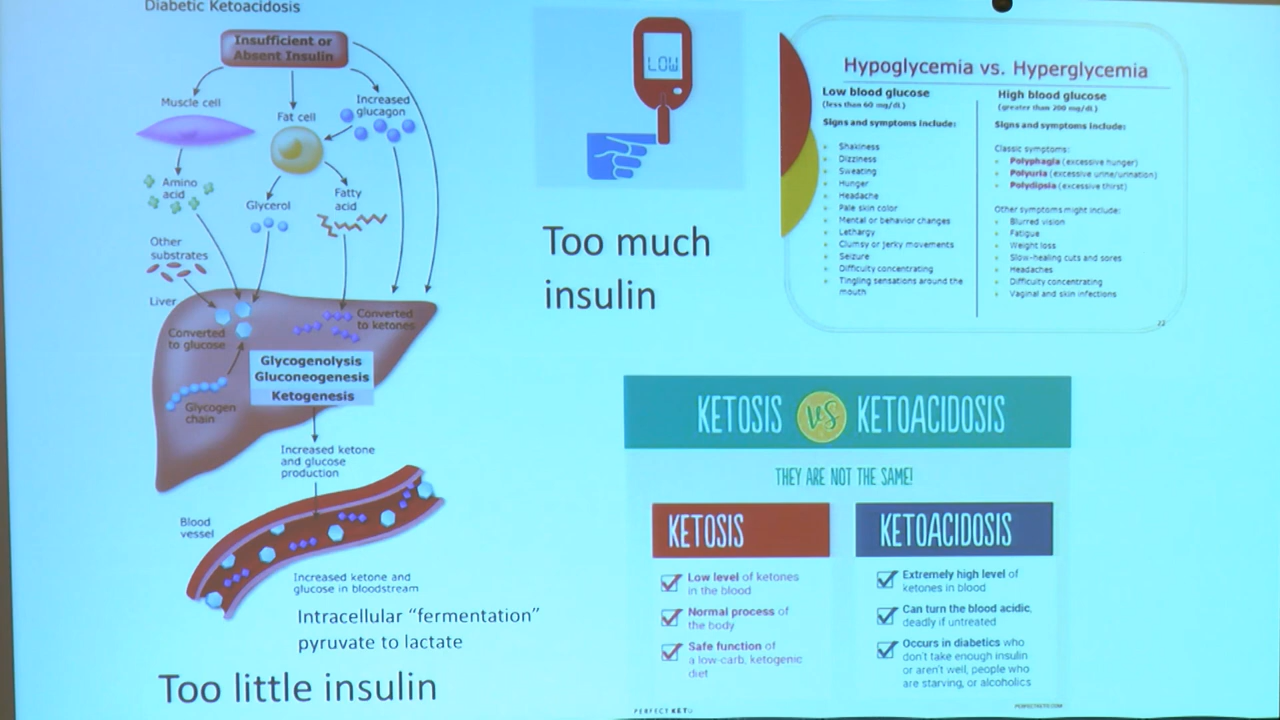 Diabetic Ketoacidosis
Insufficient or
Absent Insulin
Muscle cell
Fat cell
Increased
glucagon
Amino
acid
Glycerol
Fatty
acid
Other
substrates
Liver
Converted
to glucose
Converted
to ketones
Glycogenolysis
Gluconeogenesis
Ketogenesis
Glycogen
chain
Increased ketone
and glucose
production
Blood
vessel
Increased ketone and
glucose in bloodstream
Intracellular “fermentation”
pyruvate to lactate
Too little insulin
LOW
Too much
insulin
Hypoglycemia vs. Hyperglycemia
Low blood glucose
(less than 60 mg/dL)
Signs and symptoms include:
Shakiness
Dizziness
Sweating
Hunger
Headache
Pale skin color
Mental or behavior changes
Lethargy
Clumsy or jerky movements
Seizure
Difficulty concentrating
Tingling sensations around the
mouth
High blood glucose
(greater than 200 mg/dL)
Signs and symptoms include:
Classic symptoms:
Polyphagia (excessive hunger)
Polyuria (excessive urine/urination)
Polydipsia (excessive thirst)
Other symptoms might include:
Blurred vision
Fatigue
Weight loss
Slow-healing cuts and sores
Headaches
Difficulty concentrating
Vaginal and skin infections
22
KETOSIS VS KETOACIDOSIS
THEY ARE NOT THE SAME!
KETOSIS
Low level of ketones
in the blood
Normal process of
the body
Safe function of
a low-carb, ketogenic
diet
KETOACIDOSIS
Extremely high level of
ketones in blood
Can turn the blood acidic,
deadly if untreated
Occurs in diabetics who
don't take enough insulin
or aren't well, people who
are starving, or alcoholics
PERFECT KETO
PERFECTKETO.COM